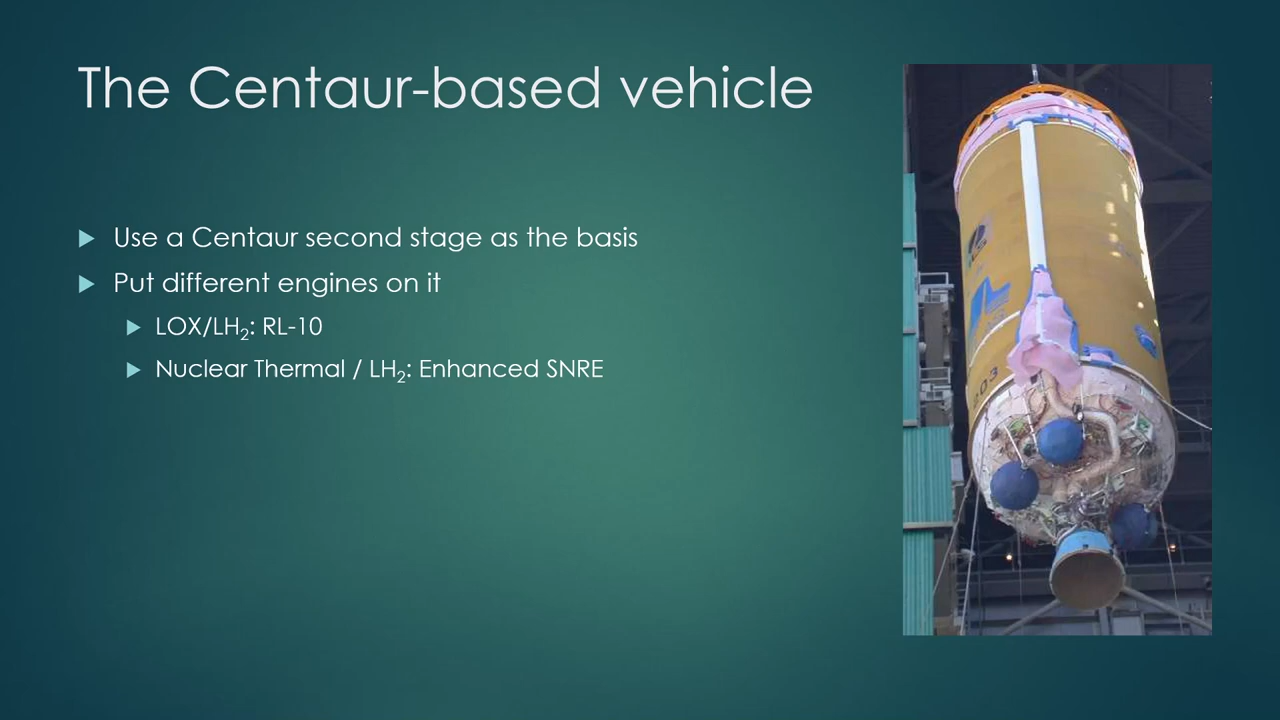 The Centaur-based vehicle
Use a Centaur second stage as the basis
Put different engines on it
LOX/LH₂: RL-10
Nuclear Thermal / LH₂: Enhanced SNRE
203